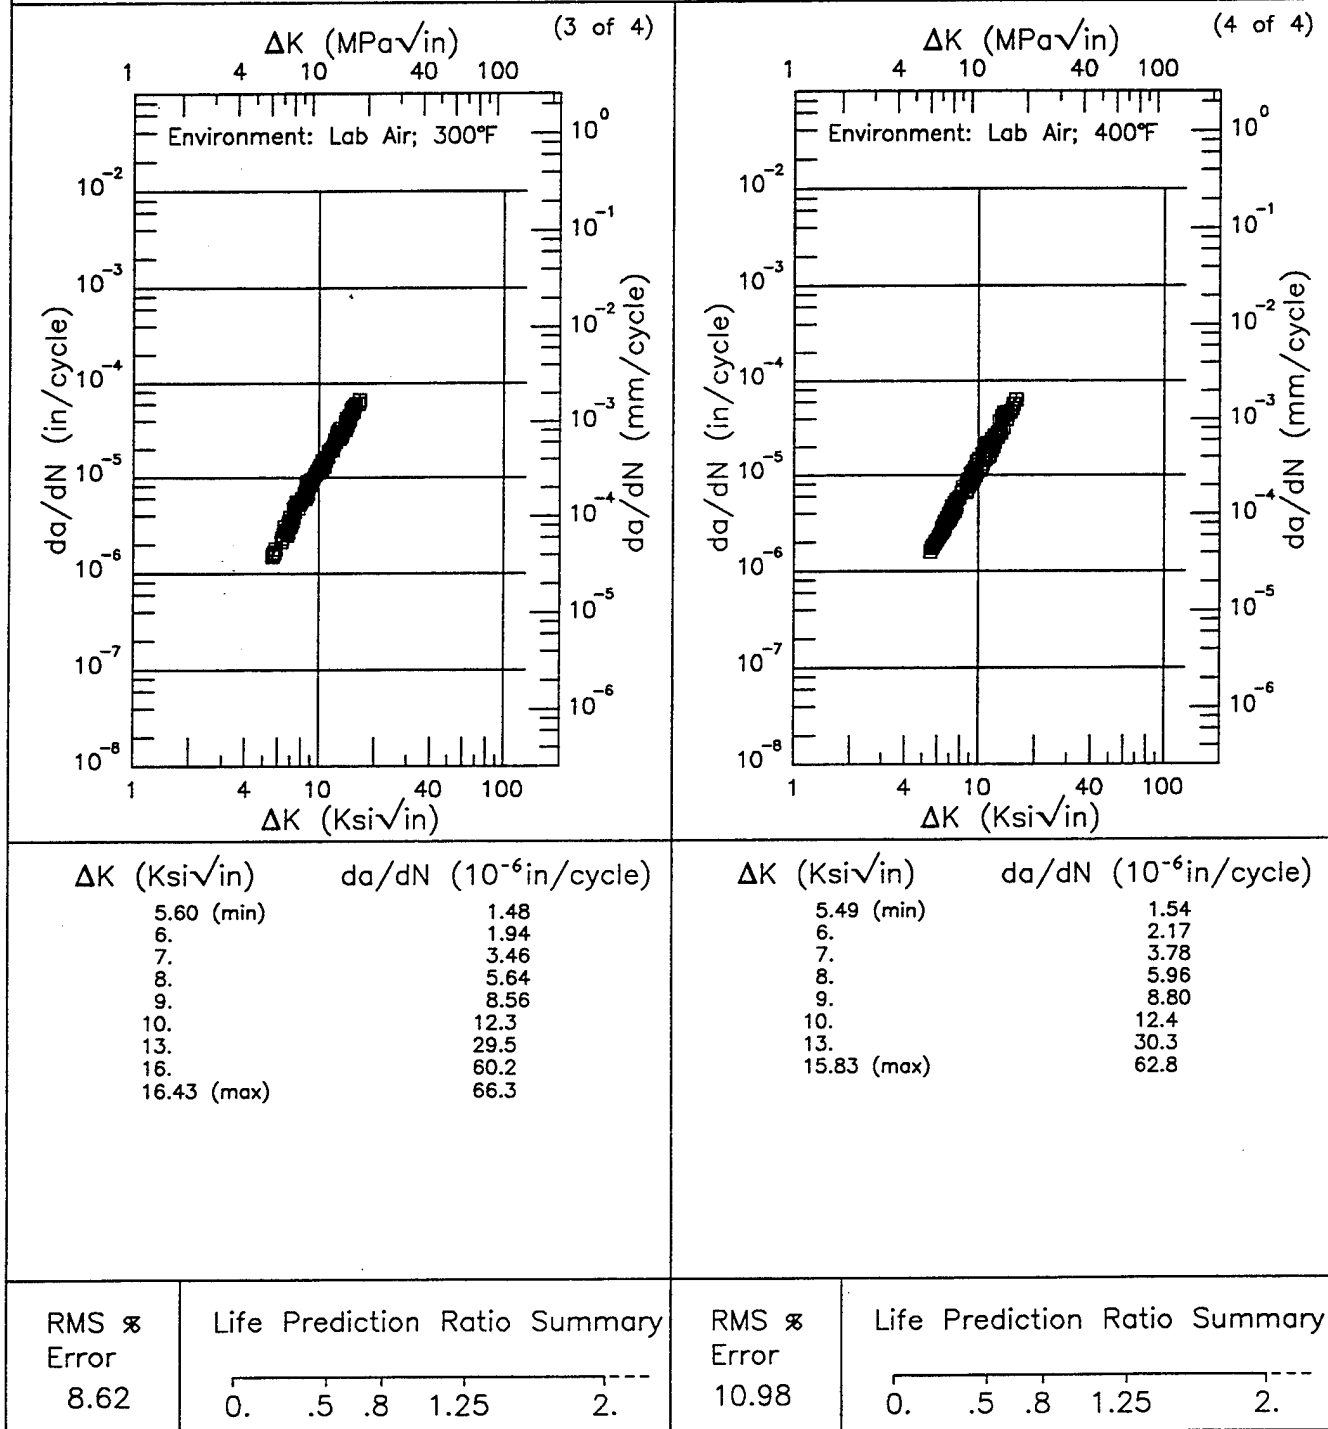 (3 of 4)
ΔK (MPa√in)
1 4 10 40 100
Environment: Lab Air; 300°F
10⁰
10⁻²
10⁻¹
10⁻³
10⁻²
10⁻⁴
10⁻³
10⁻⁵
10⁻⁴
10⁻⁶
10⁻⁵
10⁻⁷
10⁻⁶
10⁻⁸
da/dN (in/cycle)
da/dN (mm/cycle)
1 4 10 40 100
ΔK (Ksi√in)
(4 of 4)
ΔK (MPa√in)
1 4 10 40 100
Environment: Lab Air; 400°F
10⁰
10⁻²
10⁻¹
10⁻³
10⁻²
10⁻⁴
10⁻³
10⁻⁵
10⁻⁴
10⁻⁶
10⁻⁵
10⁻⁷
10⁻⁶
10⁻⁸
da/dN (in/cycle)
da/dN (mm/cycle)
1 4 10 40 100
ΔK (Ksi√in)
ΔK (Ksi√in) da/dN (10⁻⁶in/cycle)
5.60 (min) 1.48
6. 1.94
7. 3.46
8. 5.64
9. 8.56
10. 12.3
13. 29.5
16. 60.2
16.43 (max) 66.3
ΔK (Ksi√in) da/dN (10⁻⁶in/cycle)
5.49 (min) 1.54
6. 2.17
7. 3.78
8. 5.96
9. 8.80
10. 12.4
13. 30.3
15.83 (max) 62.8
RMS %
Error
8.62
Life Prediction Ratio Summary
0. .5 .8 1.25 2.
RMS %
Error
10.98
Life Prediction Ratio Summary
0. .5 .8 1.25 2.